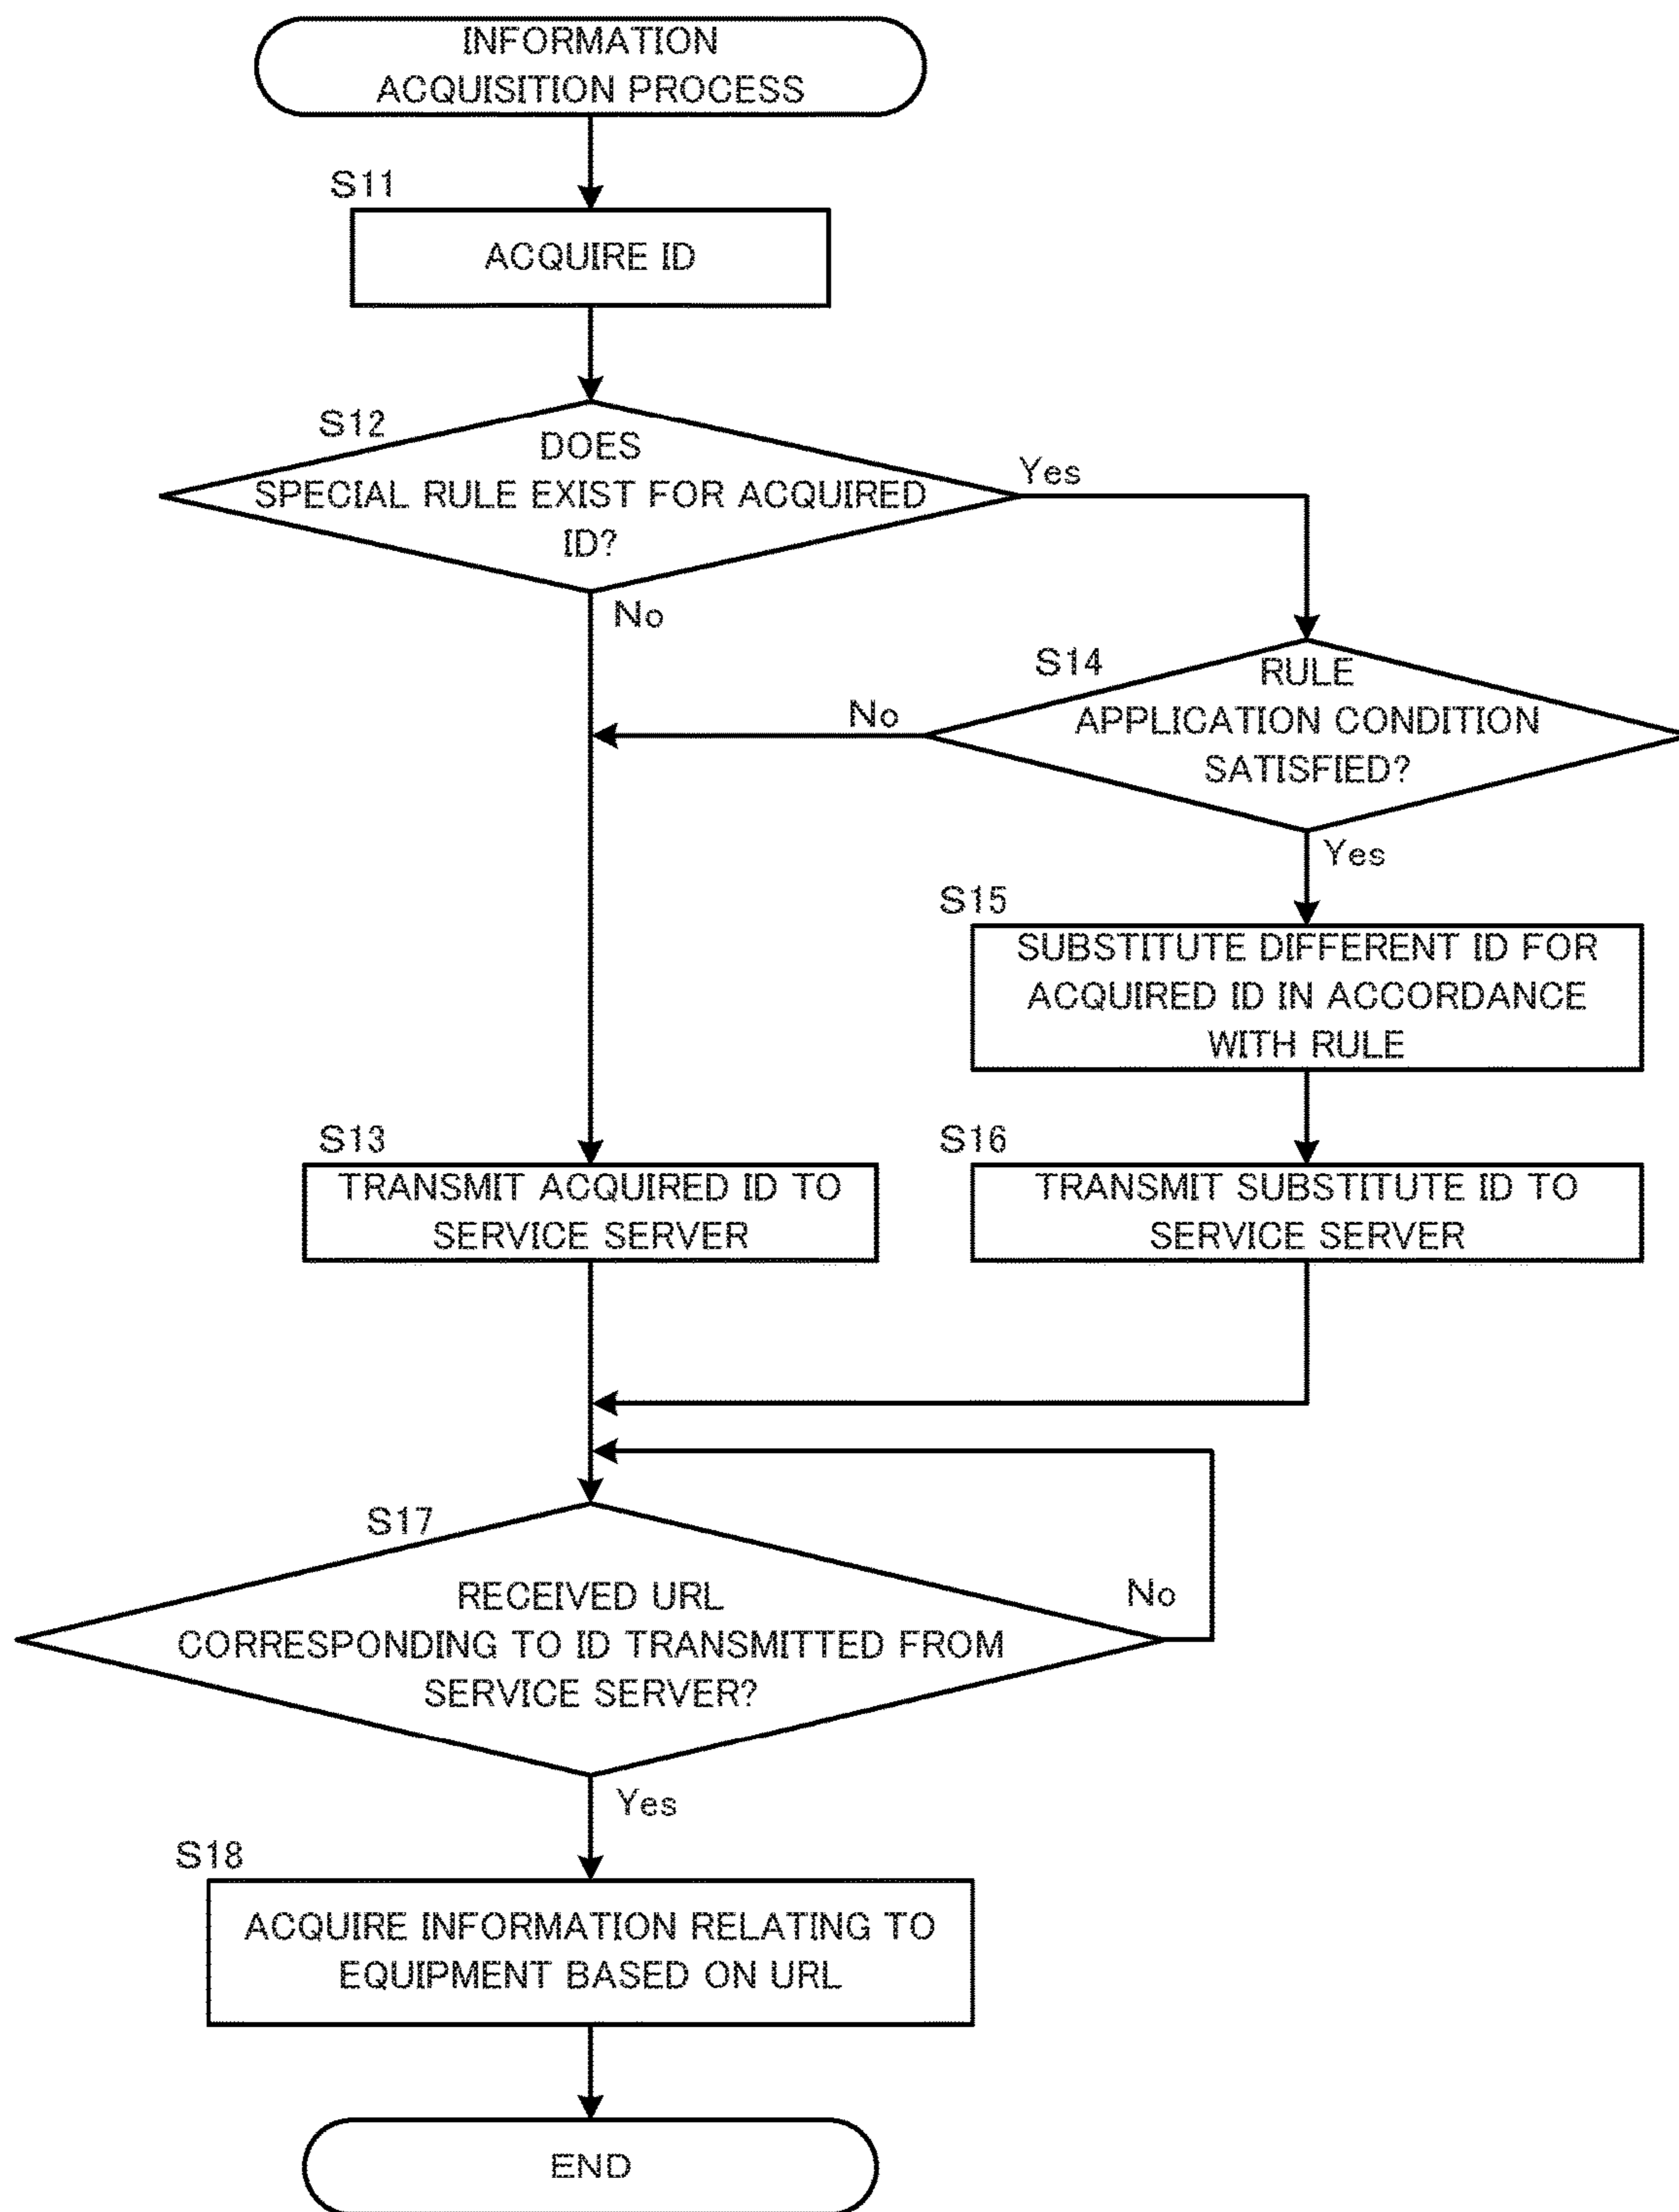 INFORMATION
ACQUISITION PROCESS
S11
ACQUIRE ID
S12
DOES
SPECIAL RULE EXIST FOR ACQUIRED
ID?
Yes
No
S14
RULE
APPLICATION CONDITION
SATISFIED?
No
Yes
S15
SUBSTITUTE DIFFERENT ID FOR
ACQUIRED ID IN ACCORDANCE
WITH RULE
S13
TRANSMIT ACQUIRED ID TO
SERVICE SERVER
S16
TRANSMIT SUBSTITUTE ID TO
SERVICE SERVER
S17
RECEIVED URL
CORRESPONDING TO ID TRANSMITTED FROM
SERVICE SERVER?
No
Yes
S18
ACQUIRE INFORMATION RELATING TO
EQUIPMENT BASED ON URL
END